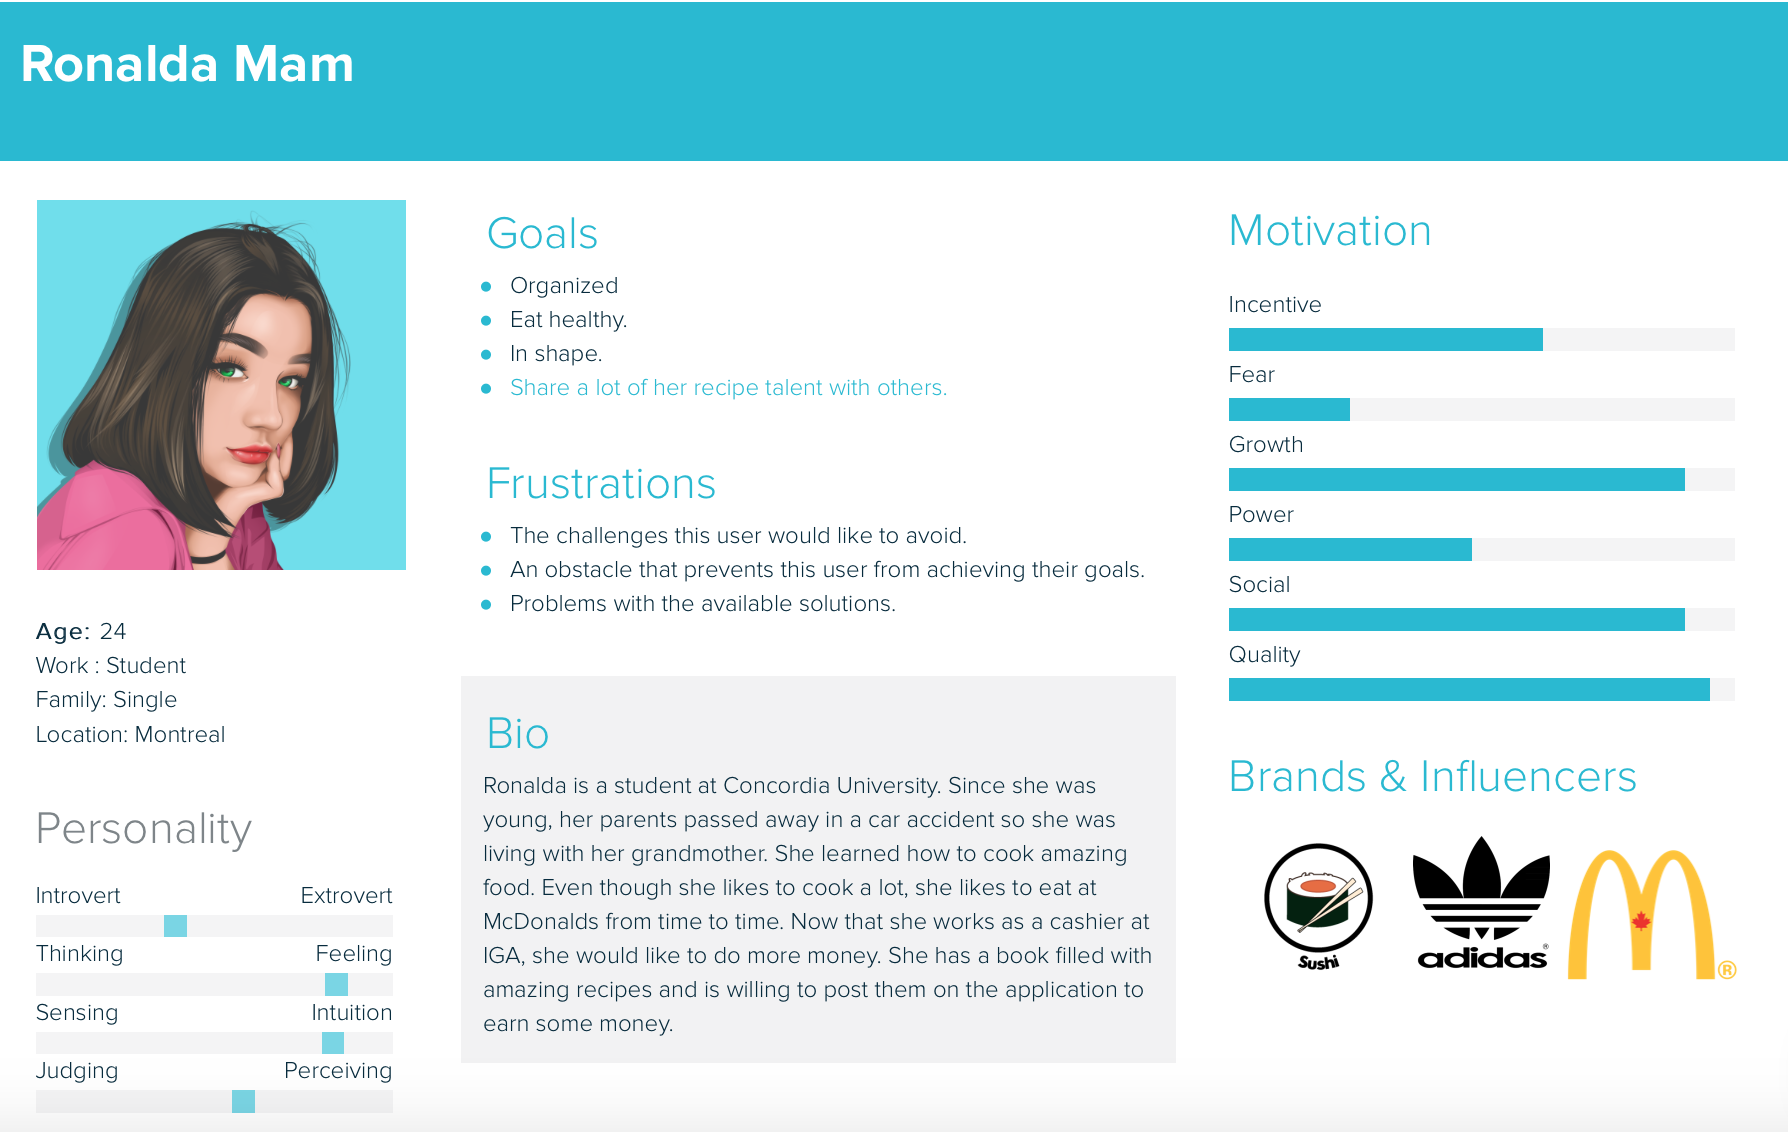 Ronalda Mam
Age: 24
Work : Student
Family: Single
Location: Montreal
Personality
Introvert Extrovert
Thinking Feeling
Sensing Intuition
Judging Perceiving
Goals
Organized
Eat healthy.
In shape.
Share a lot of her recipe talent with others.
Frustrations
The challenges this user would like to avoid.
An obstacle that prevents this user from achieving their goals.
Problems with the available solutions.
Bio
Ronalda is a student at Concordia University. Since she was
young, her parents passed away in a car accident so she was
living with her grandmother. She learned how to cook amazing
food. Even though she likes to cook a lot, she likes to eat at
McDonalds from time to time. Now that she works as a cashier at
IGA, she would like to do more money. She has a book filled with
amazing recipes and is willing to post them on the application to
earn some money.
Motivation
Incentive
Fear
Growth
Power
Social
Quality
Brands & Influencers
Sushi
adidas®
®